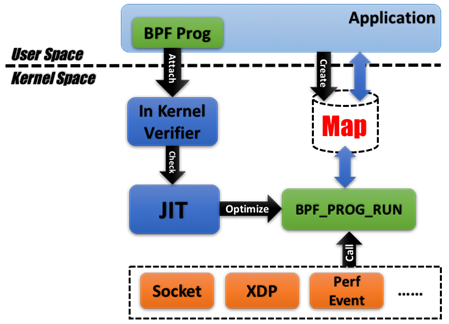 Application
BPF Prog
User Space
Kernel Space
Attach
Create
In Kernel
Verifier
Map
Check
JIT
Optimize
BPF_PROG_RUN
Call
Socket
XDP
Perf
Event
......